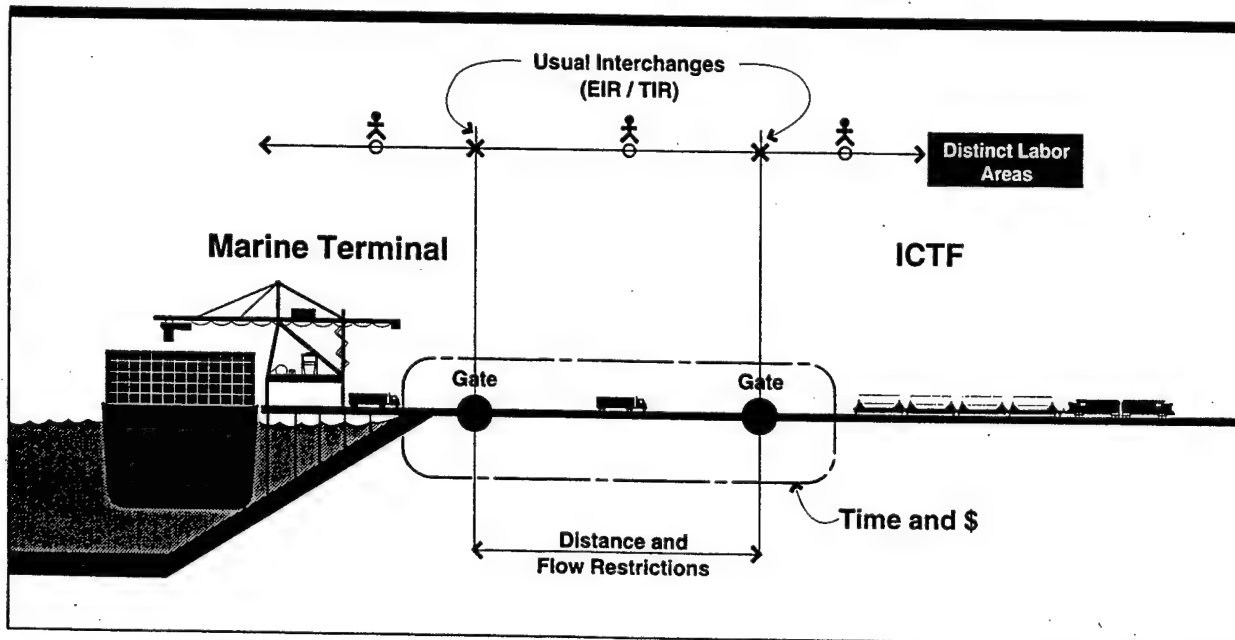 Usual Interchanges
(EIR / TIR)
Distinct Labor
Areas
Marine Terminal
ICTF
Gate
Gate
Time and $
Distance and
Flow Restrictions